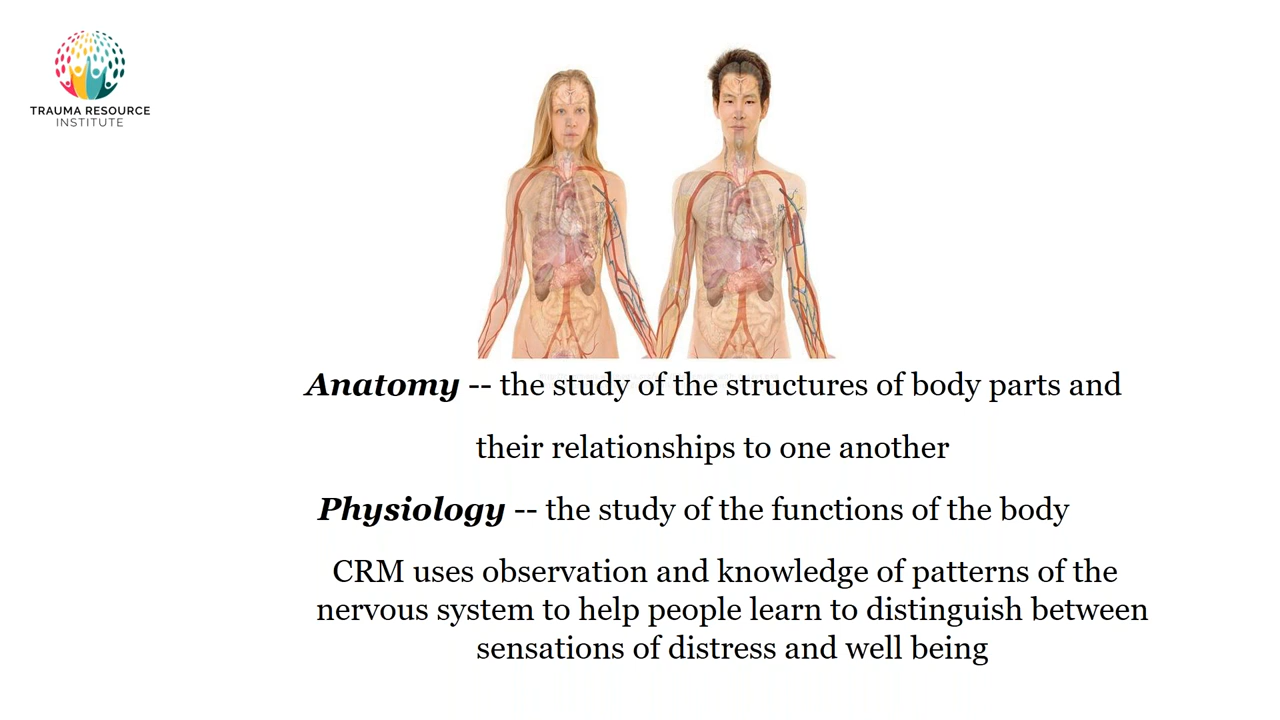 TRAUMA RESOURCE
INSTITUTE
Anatomy -- the study of the structures of body parts and
their relationships to one another
Physiology -- the study of the functions of the body
CRM uses observation and knowledge of patterns of the
nervous system to help people learn to distinguish between
sensations of distress and well being